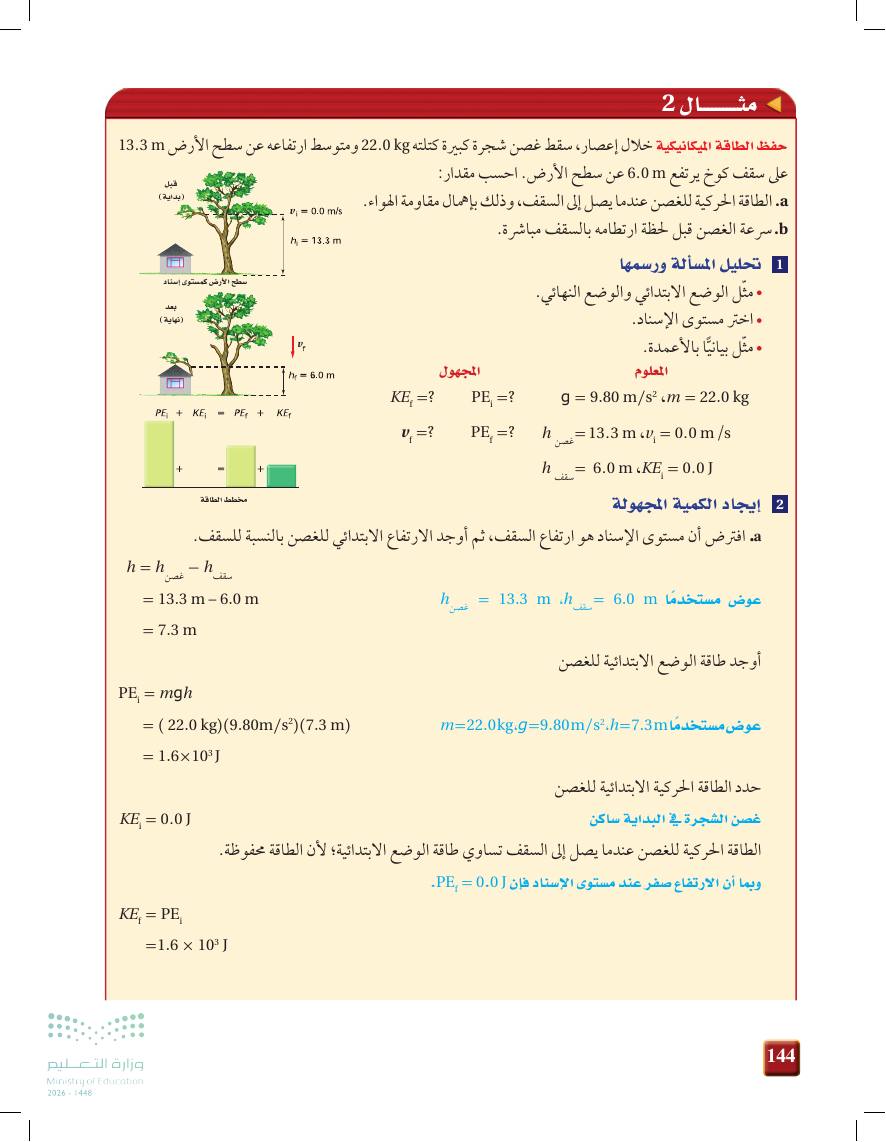 مثـــــــال 2
حفظ الطاقة الميكانيكية خلال إعصار، سقط غصن شجرة كبيرة كتلته 22.0 kg ومتوسط ارتفاعه عن سطح الأرض 13.3 m
على سقف كوخ يرتفع 6.0 m عن سطح الأرض. احسب مقدار:
a. الطاقة الحركية للغصن عندما يصل إلى السقف، وذلك بإهمال مقاومة الهواء.
b. سرعة الغصن قبل لحظة ارتطامه بالسقف مباشرة.
قبل
(بداية)
vᵢ = 0.0 m/s
hᵢ = 13.3 m
سطح الأرض كمستوى إسناد
بعد
(نهاية)
v_f
h_f = 6.0 m
PEᵢ + KEᵢ = PE_f + KE_f
+ = +
مخطط الطاقة
1 تحليل المسألة ورسمها
• مثّل الوضع الابتدائي والوضع النهائي.
• اختر مستوى الإسناد.
• مثّل بيانيًّا بالأعمدة.
المعلوم المجهول
g = 9.80 m/s² ،m = 22.0 kg PEᵢ =? KE_f =?
h غصن = 13.3 m ،vᵢ = 0.0 m/s PE_f =? v_f =?
h سقف = 6.0 m ،KEᵢ = 0.0 J
2 إيجاد الكمية المجهولة
a. افترض أن مستوى الإسناد هو ارتفاع السقف، ثم أوجد الارتفاع الابتدائي للغصن بالنسبة للسقف.
h = h غصن – h سقف
= 13.3 m – 6.0 m
عوض مستخدمًا h غصن = 13.3 m ،h سقف = 6.0 m
= 7.3 m
أوجد طاقة الوضع الابتدائية للغصن
PEᵢ = mgh
= ( 22.0 kg)(9.80m/s²)(7.3 m)
عوض مستخدمًا m=22.0kg،g=9.80m/s²،h=7.3m
= 1.6×10³ J
حدد الطاقة الحركية الابتدائية للغصن
غصن الشجرة في البداية ساكن
KEᵢ = 0.0 J
الطاقة الحركية للغصن عندما يصل إلى السقف تساوي طاقة الوضع الابتدائية؛ لأن الطاقة محفوظة.
وبما أن الارتفاع صفر عند مستوى الإسناد فإن PE_f = 0.0 J.
KE_f = PEᵢ
=1.6 × 10³ J
144
وزارة التعـــليم
Ministry of Education
2026 - 1448